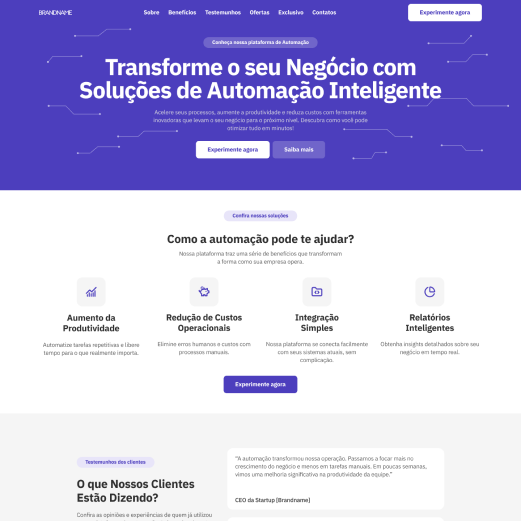 BRANDNAME
Sobre Benefícios Testemunhos Ofertas Exclusivo Contatos
Experimente agora
Conheça nossa plataforma de Automação
Transforme o seu Negócio com
Soluções de Automação Inteligente
Acelere seus processos, aumente a produtividade e reduza custos com ferramentas
inovadoras que levam o seu negócio para o próximo nível. Descubra como você pode
otimizar tudo em minutos!
Experimente agora Saiba mais
Confira nossas soluções
Como a automação pode te ajudar?
Nossa plataforma traz uma série de benefícios que transformam
a forma como sua empresa opera.
Aumento da
Produtividade
Automatize tarefas repetitivas e libere
tempo para o que realmente importa.
Redução de Custos
Operacionais
Elimine erros humanos e custos com
processos manuais.
Integração
Simples
Nossa plataforma se conecta facilmente
com seus sistemas atuais, sem
complicação.
Relatórios
Inteligentes
Obtenha insights detalhados sobre seu
negócio em tempo real.
Experimente agora
Testemunhos dos clientes
O que Nossos Clientes
Estão Dizendo?
Confira as opiniões e experiências de quem já utilizou
"A automação transformou nossa operação. Passamos a focar mais no
crescimento do negócio e menos em tarefas manuais. Em poucas semanas,
vimos uma melhoria significativa na produtividade da equipe."
CEO da Startup [Brandname]